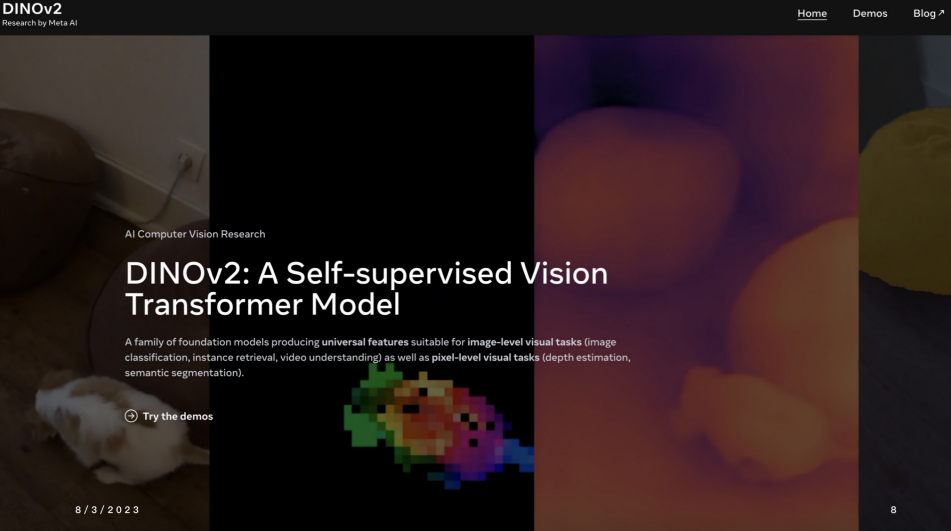 DINOv2
Research by Meta AI
Home
Demos
Blog ↗
AI Computer Vision Research
DINOv2: A Self-supervised Vision
Transformer Model
A family of foundation models producing universal features suitable for image-level visual tasks (image
classification, instance retrieval, video understanding) as well as pixel-level visual tasks (depth estimation,
semantic segmentation).
Try the demos
8/3/2023
8